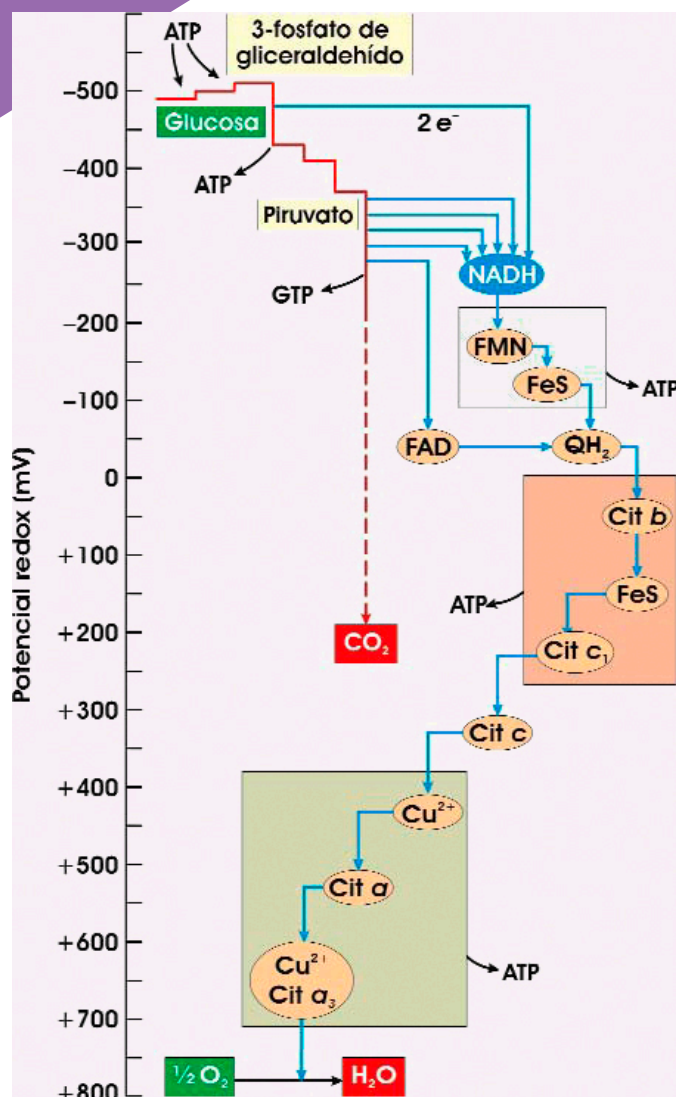 ATP
3-fosfato de
gliceraldehído
−500
Glucosa
2 e⁻
−400
ATP
Piruvato
−300
NADH
GTP
−200
FMN
FeS
ATP
−100
FAD
QH₂
0
Cit b
+100
FeS
ATP
+200
CO₂
Cit c₁
+300
Cit c
+400
Cu²⁺
+500
Cit a
+600
Cu²⁺
Cit a₃
ATP
+700
½ O₂
H₂O
+800
Potencial redox (mV)